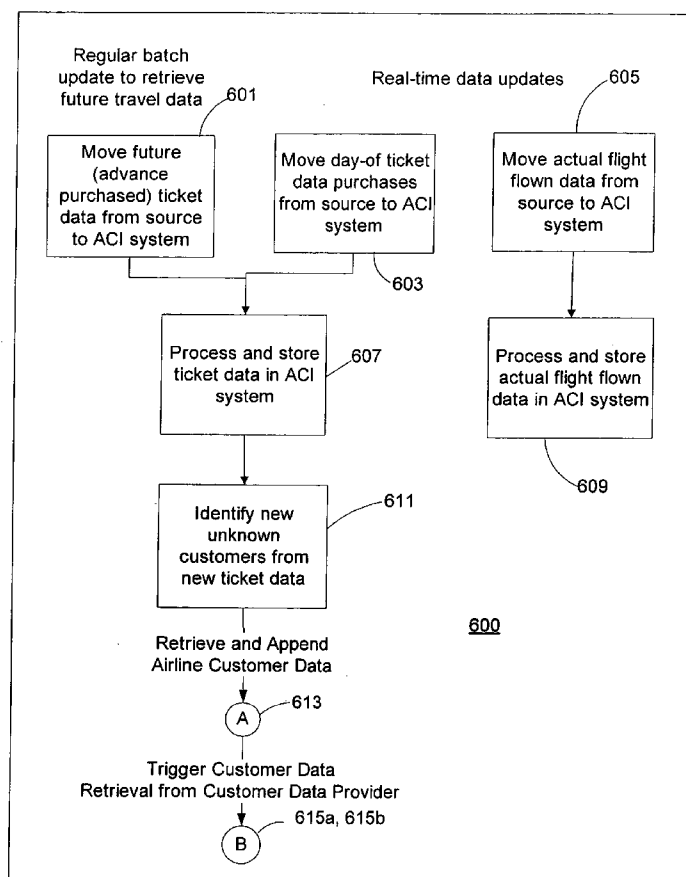 Regular batch
update to retrieve
future travel data
601
Real-time data updates
605
Move future
(advance
purchased) ticket
data from source
to ACI system
Move day-of ticket
data purchases
from source to ACI
system
603
Move actual flight
flown data from
source to ACI
system
Process and store
ticket data in ACI
system
607
Process and store
actual flight flown
data in ACI system
609
Identify new
unknown
customers from
new ticket data
611
600
Retrieve and Append
Airline Customer Data
A
613
Trigger Customer Data
Retrieval from Customer Data Provider
B
615a, 615b